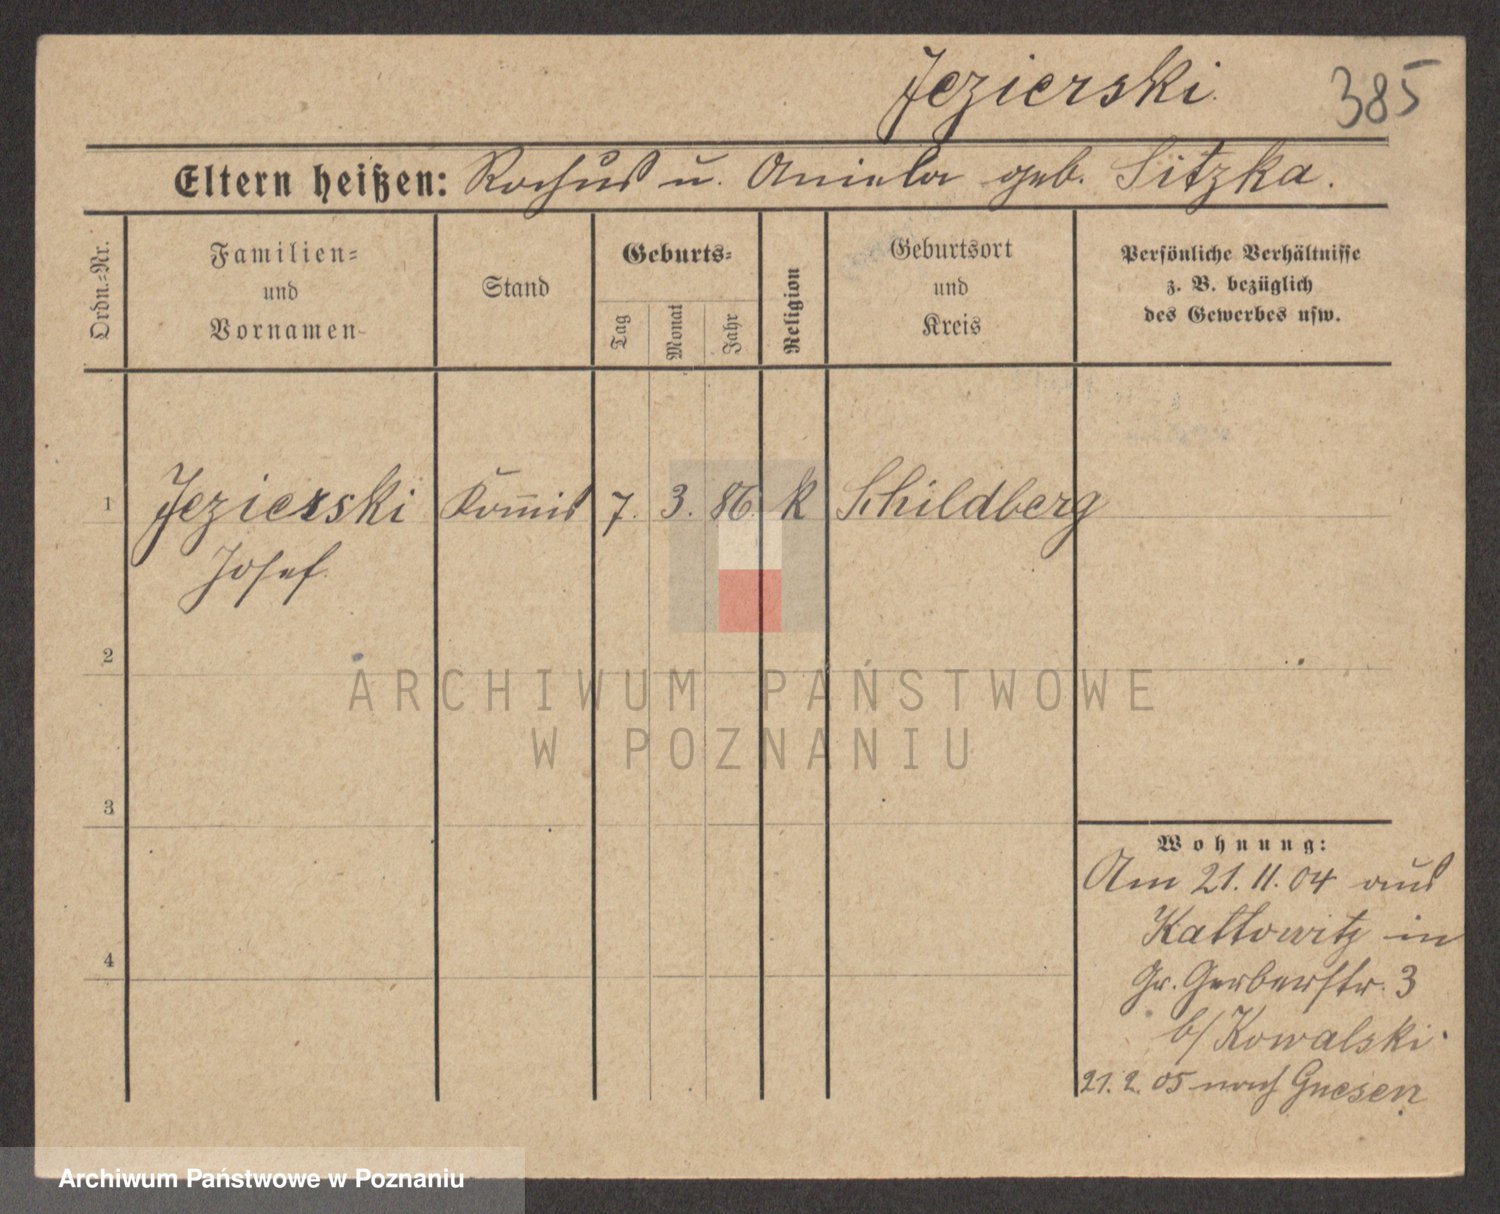 Jezierski.
385
Eltern heißen: Rochus u. Aniela geb. Sitzka.
Ordn.-Nr.
Familien-
und
Vornamen
Stand
Geburts-
Tag
Monat
Jahr
Religion
Geburtsort
und
Kreis
Persönliche Verhältnisse
z. B. bezüglich
des Gewerbes usw.
1 Jezierski Kom̅is 7. 3. 86. k Schildberg
Josef
2
ARCHIWUM PAŃSTWOWE
W POZNANIU
3
Wohnung:
Am 21.11.04 aus
Kattowitz in
Gr. Gerberstr. 3
b/ Kowalski.
4
21.2.05 nach Gnesen
Archiwum Państwowe w Poznaniu